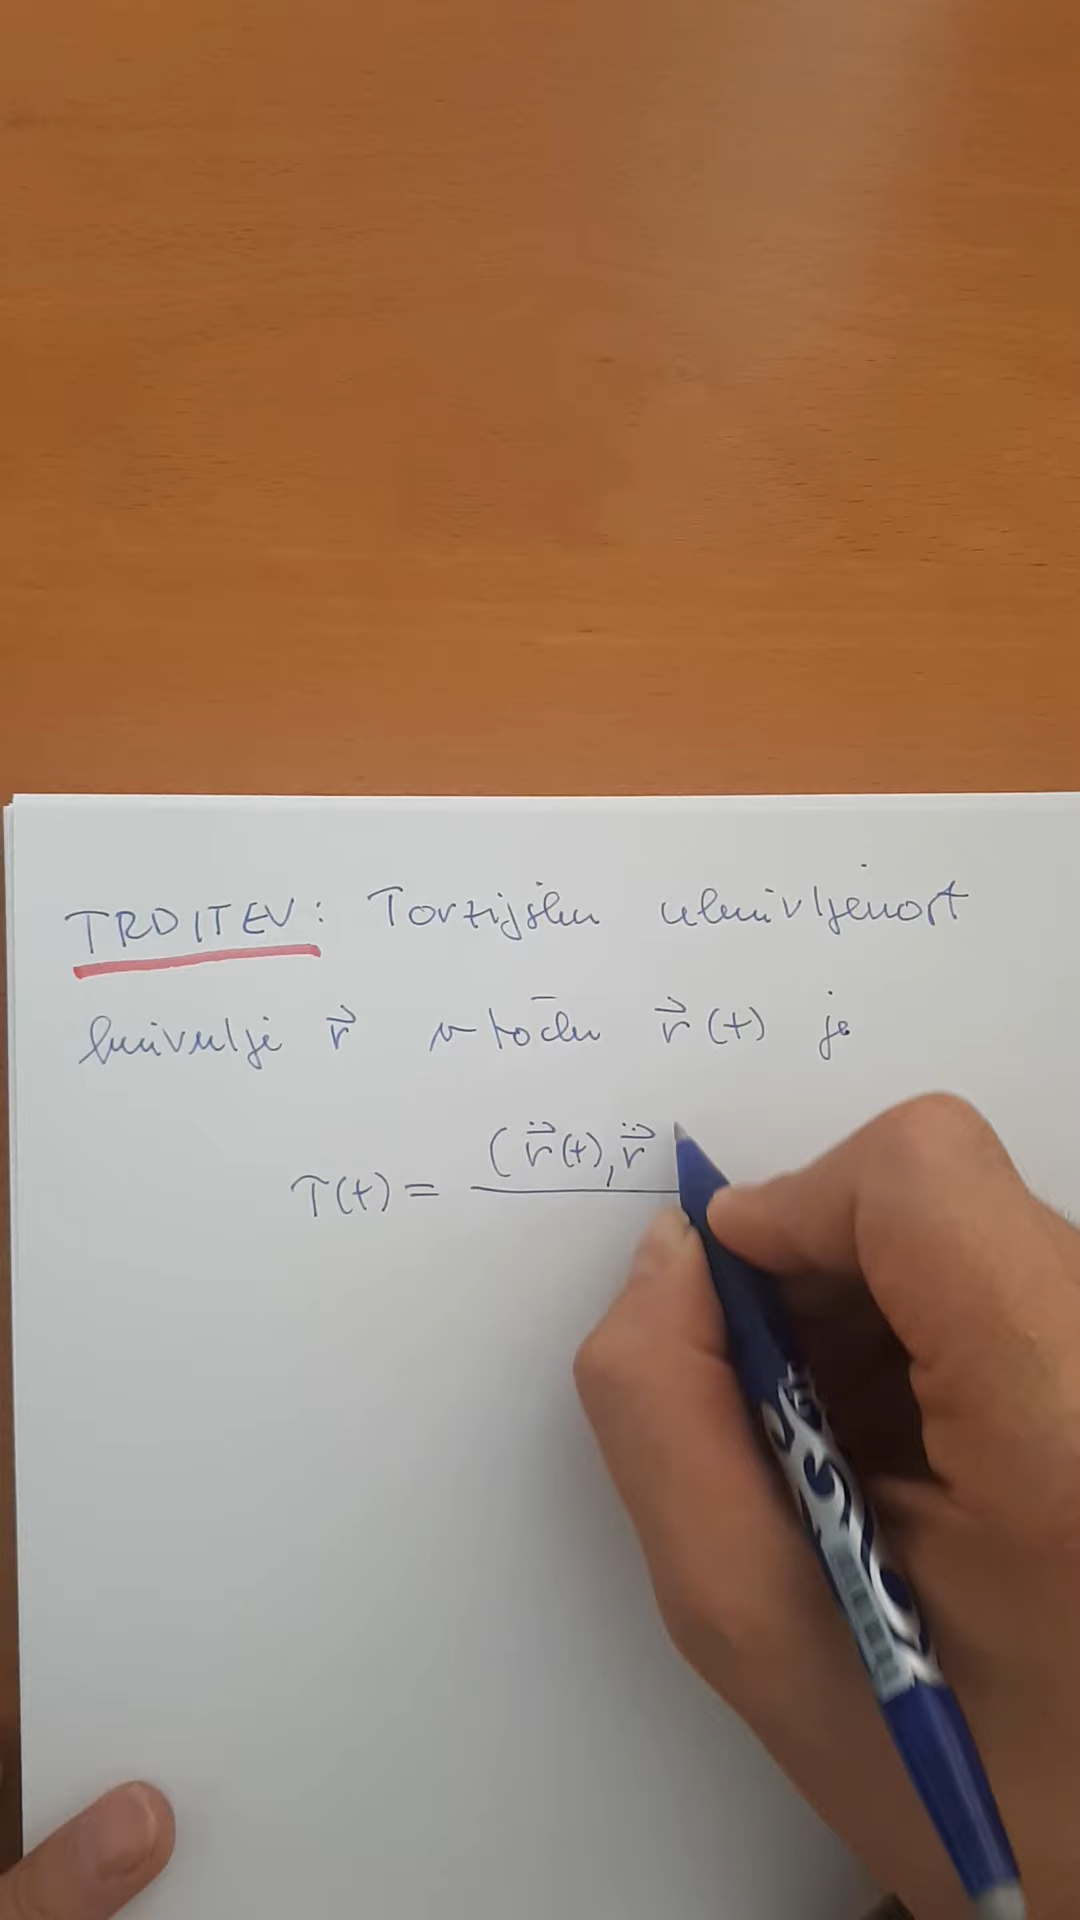 TRDITEV: Torzijska ukrivljenost
krivulje r⃗ v točki r⃗(t) je
τ(t) = (r⃗̈(t), r⃗̈